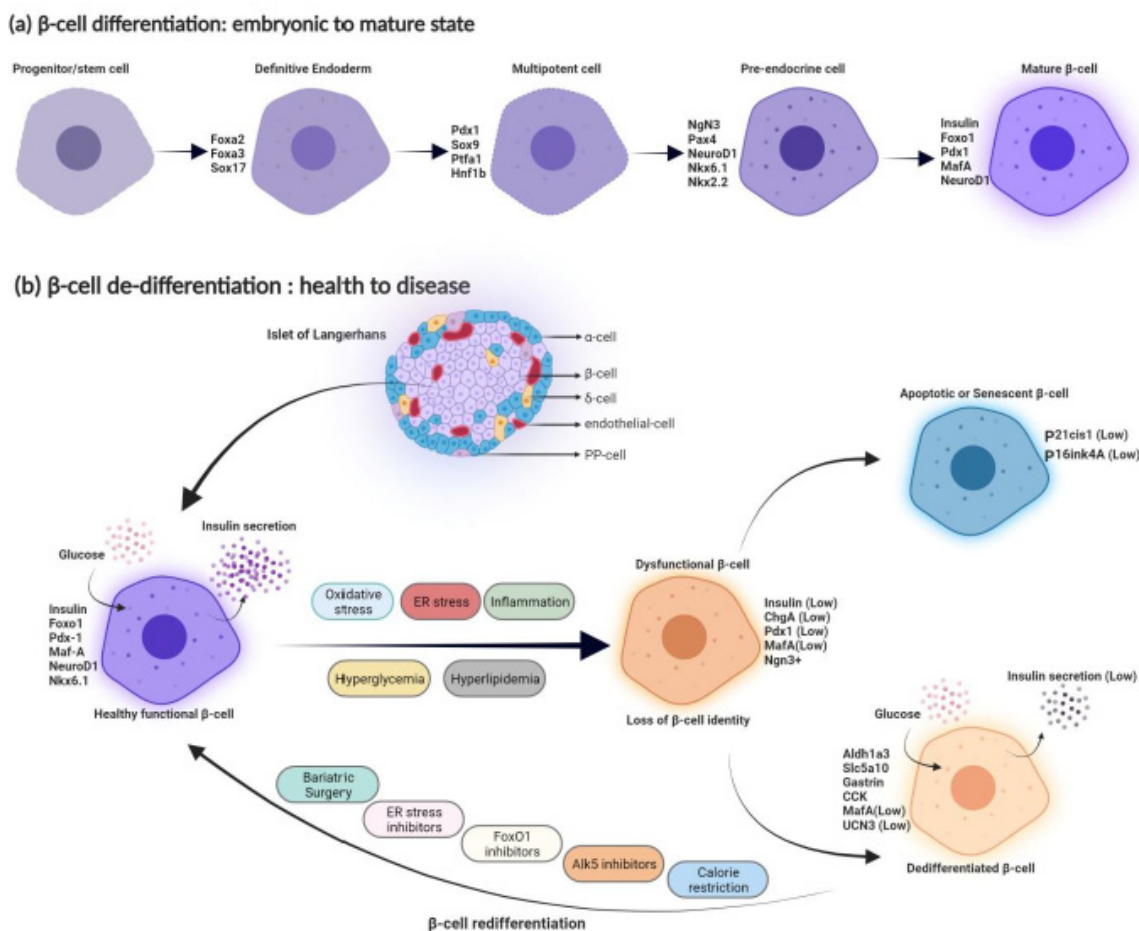 (a) β-cell differentiation: embryonic to mature state
Progenitor/stem cell
Definitive Endoderm
Multipotent cell
Pre-endocrine cell
Mature β-cell
Foxa2
Foxa3
Sox17
Pdx1
Sox9
Ptfa1
Hnf1b
NgN3
Pax4
NeuroD1
Nkx6.1
Nkx2.2
Insulin
Foxo1
Pdx1
MafA
NeuroD1
(b) β-cell de-differentiation : health to disease
Islet of Langerhans
α-cell
β-cell
δ-cell
endothelial-cell
PP-cell
Apoptotic or Senescent β-cell
P21cis1 (Low)
P16ink4A (Low)
Glucose
Insulin secretion
Insulin
Foxo1
Pdx-1
Maf-A
NeuroD1
Nkx6.1
Healthy functional β-cell
Oxidative
stress
ER stress
Inflammation
Hyperglycemia
Hyperlipidemia
Dysfunctional β-cell
Insulin (Low)
ChgA (Low)
Pdx1 (Low)
MafA(Low)
Ngn3+
Loss of β-cell identity
Insulin secretion (Low)
Glucose
Aldh1a3
Slc5a10
Gastrin
CCK
MafA(Low)
UCN3 (Low)
Dedifferentiated β-cell
Bariatric
Surgery
ER stress
inhibitors
FoxO1
inhibitors
Alk5 inhibitors
Calorie
restriction
β-cell redifferentiation